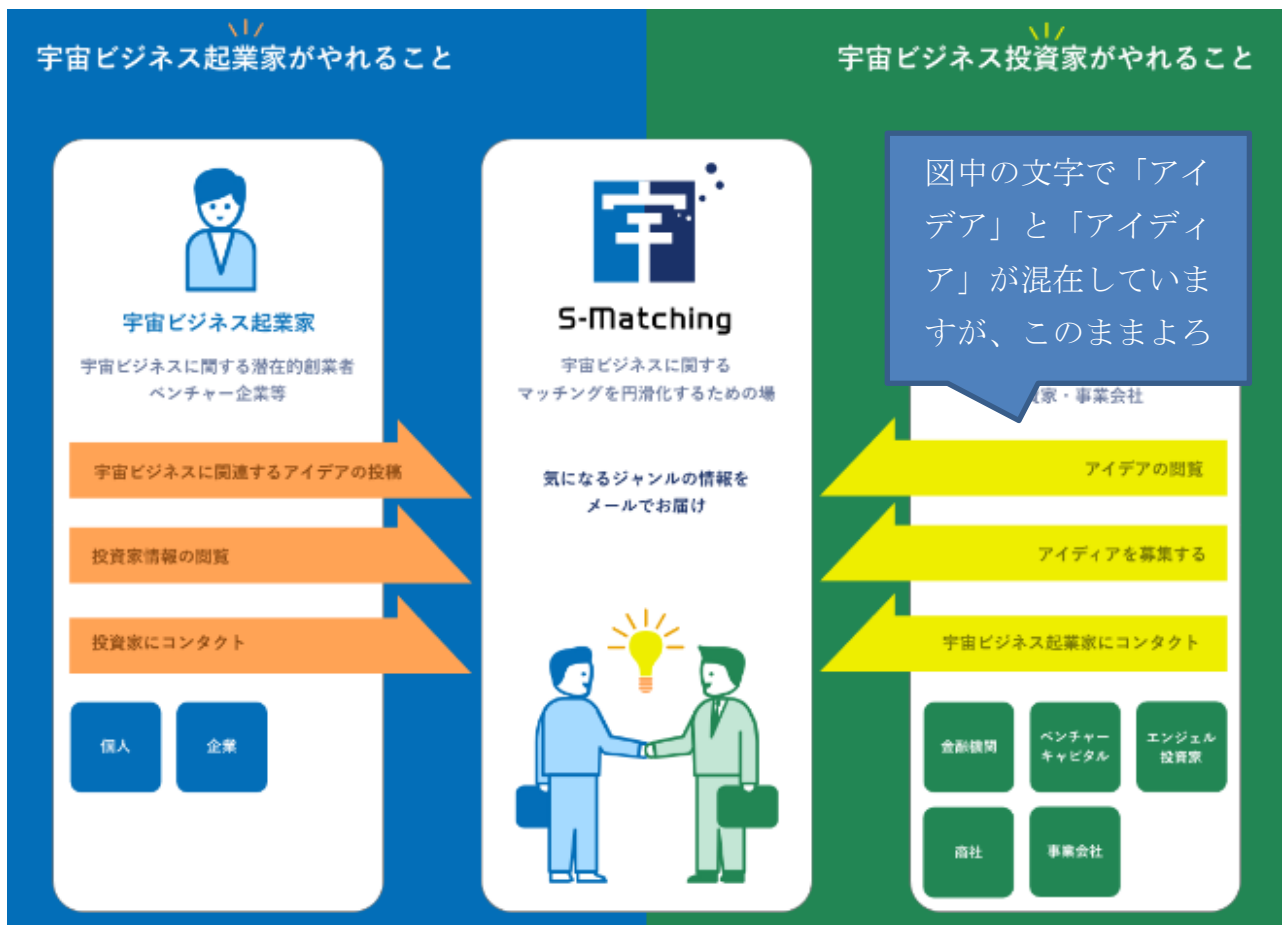 宇宙ビジネス起業家がやれること
宇宙ビジネス起業家
宇宙ビジネスに関する潜在的創業者
ベンチャー企業等
宇宙ビジネスに関連するアイデアの投稿
投資家情報の閲覧
投資家にコンタクト
個人
企業
宇
S-Matching
宇宙ビジネスに関する
マッチングを円滑化するための場
気になるジャンルの情報を
メールでお届け
宇宙ビジネス投資家がやれること
図中の文字で「アイ
デア」と「アイディ
ア」が混在していま
すが、このままよろ
家・事業会社
アイデアの閲覧
アイディアを募集する
宇宙ビジネス起業家にコンタクト
金融機関
ベンチャー
キャピタル
エンジェル
投資家
商社
事業会社